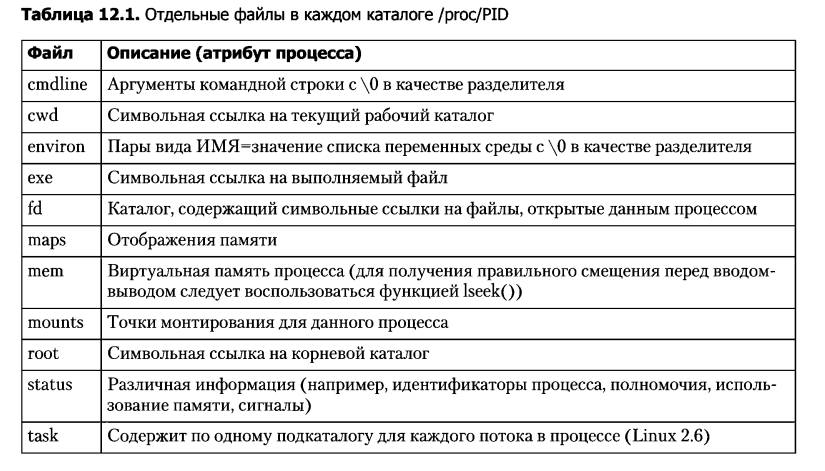 Таблица 12.1. Отдельные файлы в каждом каталоге /proc/PID
Файл Описание (атрибут процесса)
cmdline Аргументы командной строки с \0 в качестве разделителя
cwd Символьная ссылка на текущий рабочий каталог
environ Пары вида ИМЯ=значение списка переменных среды с \0 в качестве разделителя
exe Символьная ссылка на выполняемый файл
fd Каталог, содержащий символьные ссылки на файлы, открытые данным процессом
maps Отображения памяти
mem Виртуальная память процесса (для получения правильного смещения перед вводом-
выводом следует воспользоваться функцией lseek())
mounts Точки монтирования для данного процесса
root Символьная ссылка на корневой каталог
status Различная информация (например, идентификаторы процесса, полномочия, исполь-
зование памяти, сигналы)
task Содержит по одному подкаталогу для каждого потока в процессе (Linux 2.6)